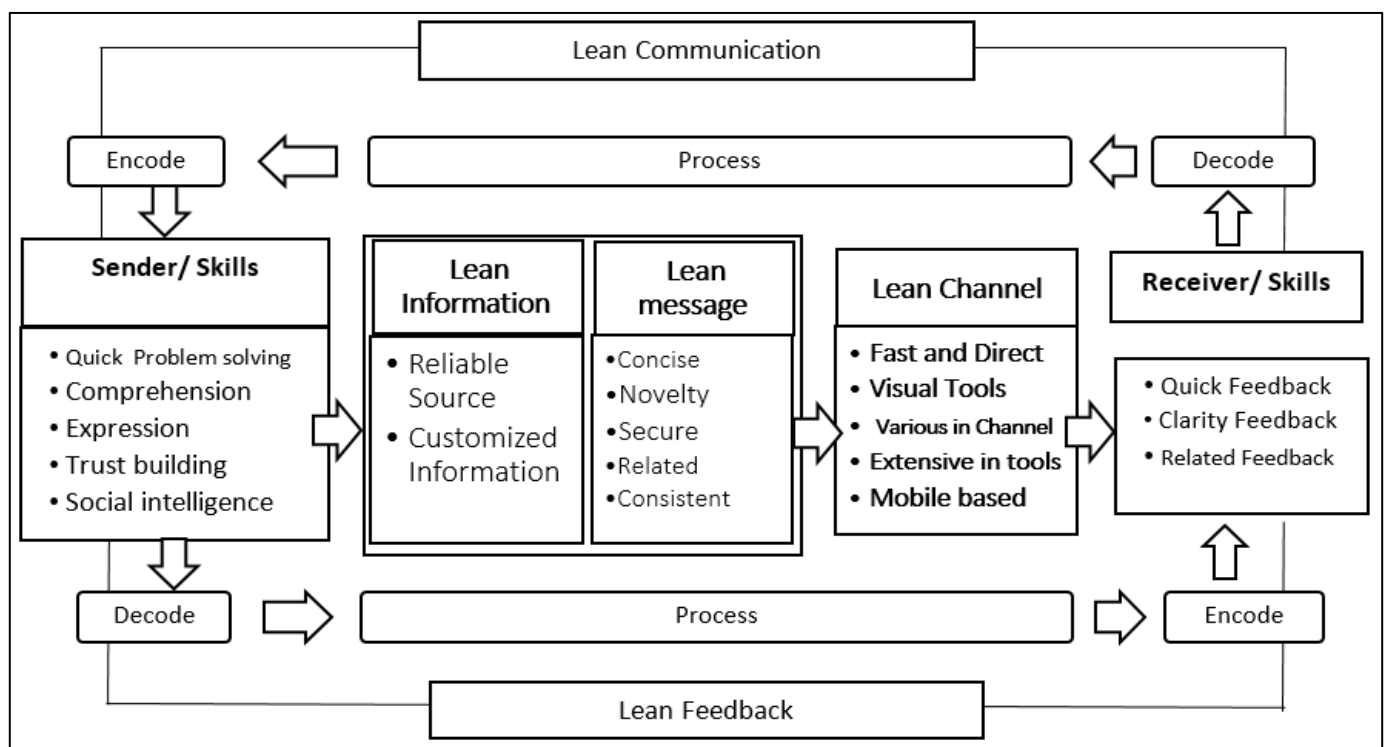 Lean Communication
Encode
Process
Decode
Sender/ Skills
• Quick Problem solving
• Comprehension
• Expression
• Trust building
• Social intelligence
Lean
Information
• Reliable
Source
• Customized
Information
Lean
message
•Concise
•Novelty
•Secure
•Related
•Consistent
Lean Channel
• Fast and Direct
• Visual Tools
• Various in Channel
• Extensive in tools
• Mobile based
Receiver/ Skills
• Quick Feedback
• Clarity Feedback
• Related Feedback
Decode
Process
Encode
Lean Feedback